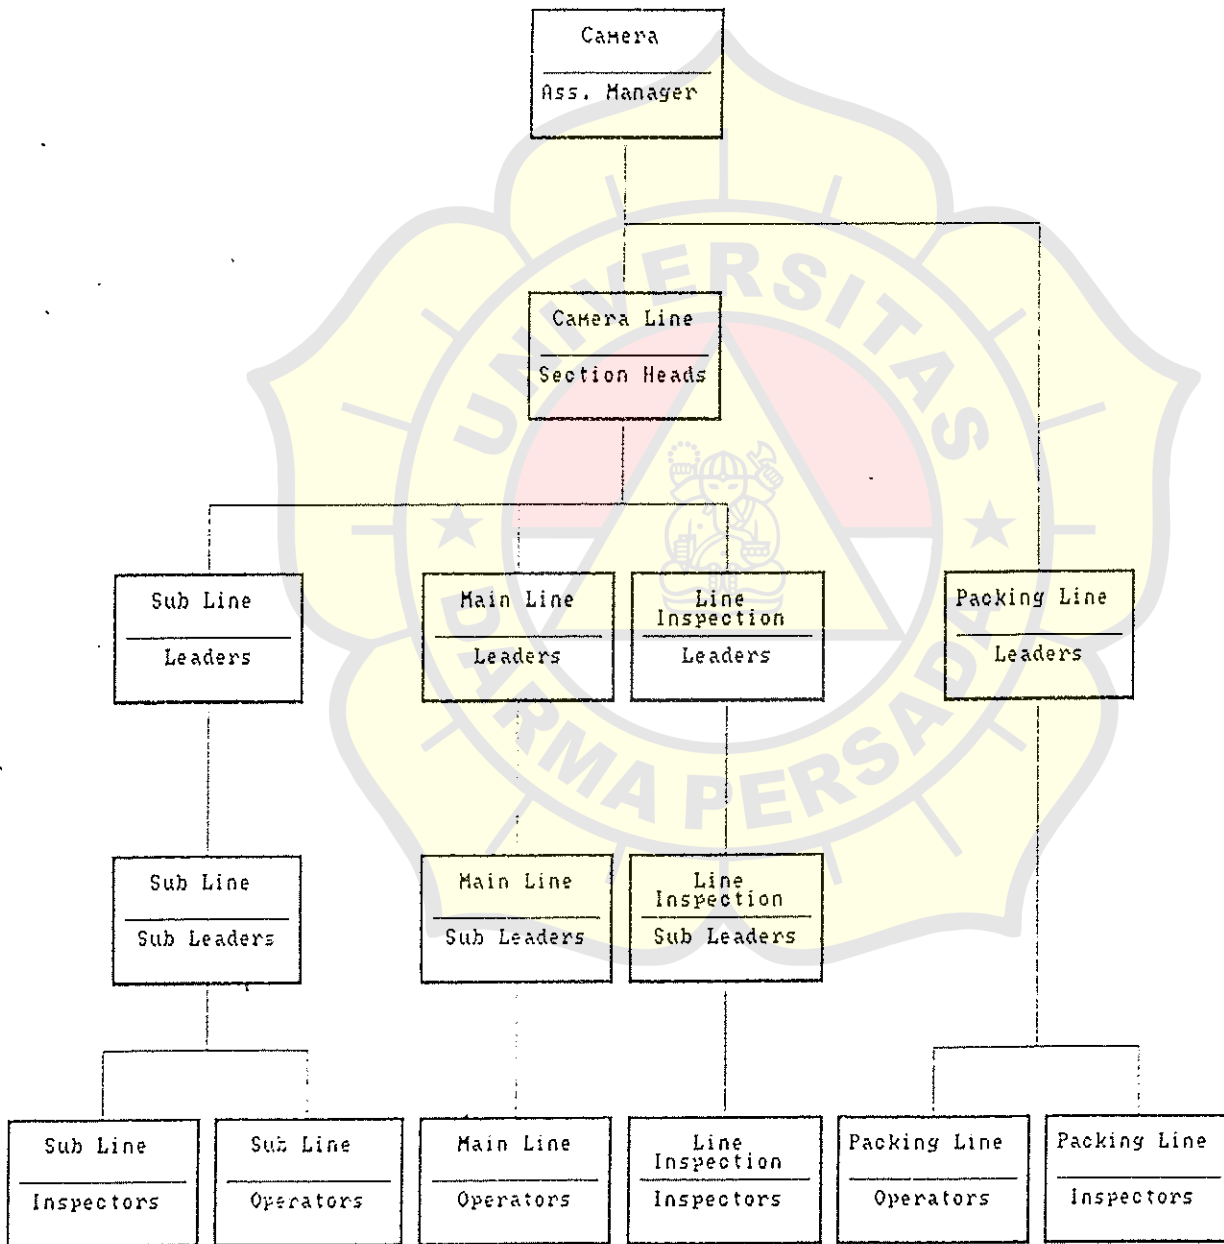 Camera
Ass. Manager
Camera Line
Section Heads
Sub Line
Leaders
Main Line
Leaders
Line
Inspection
Leaders
Packing Line
Leaders
Sub Line
Sub Leaders
Main Line
Sub Leaders
Line
Inspection
Sub Leaders
Sub Line
Inspectors
Sub Line
Operators
Main Line
Operators
Line
Inspection
Inspectors
Packing Line
Operators
Packing Line
Inspectors
UNIVERSITAS
DARMA PERSADA